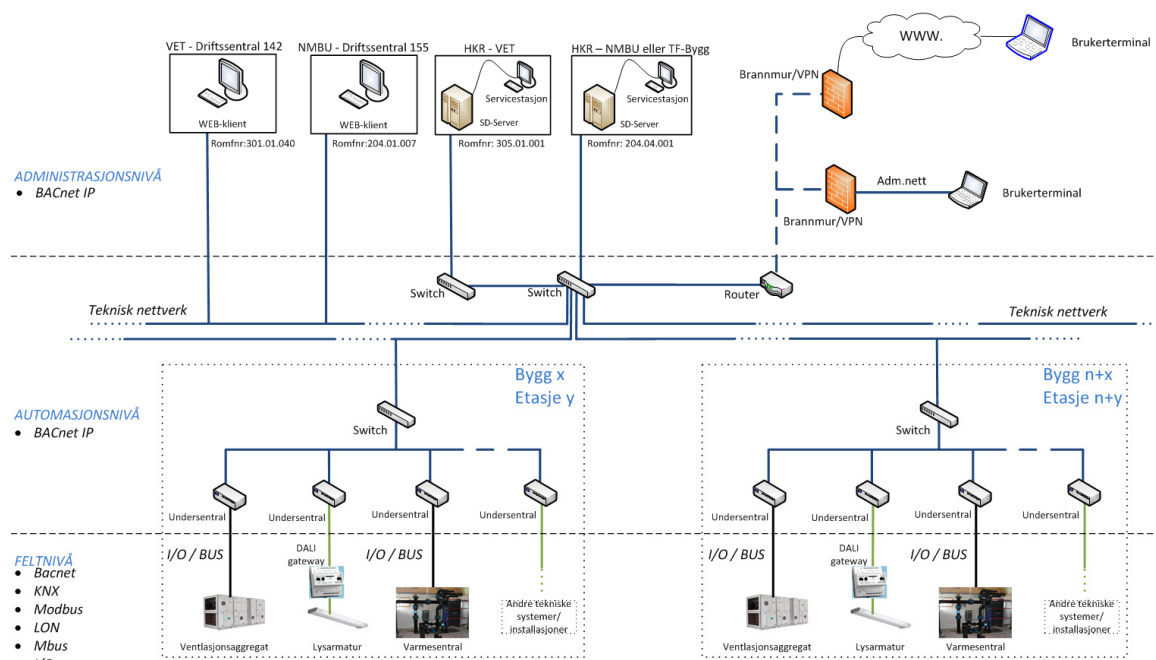 WWW.
Brukerterminal
VET - Driftssentral 142
NMBU - Driftssentral 155
HKR - VET
HKR – NMBU eller TF-Bygg
Brannmur/VPN
Servicestasjon
Servicestasjon
WEB-klient
WEB-klient
SD-Server
SD-Server
Romfnr:301.01.040
Romfnr:204.01.007
Romfnr: 305.01.001
Romfnr: 204.04.001
ADMINISTRASJONSNIVÅ
• BACnet IP
Adm.nett
Brukerterminal
Brannmur/VPN
Switch
Switch
Router
Teknisk nettverk
Teknisk nettverk
Bygg x
Etasje y
Bygg n+x
Etasje n+y
AUTOMASJONSNIVÅ
• BACnet IP
Switch
Switch
Undersentral
Undersentral
Undersentral
Undersentral
Undersentral
Undersentral
Undersentral
Undersentral
FELTNIVÅ
• Bacnet
• KNX
• Modbus
• LON
• Mbus
I/O / BUS
DALI
gateway
I/O / BUS
I/O / BUS
DALI
gateway
I/O / BUS
Andre tekniske
systemer/
installasjoner
Andre tekniske
systemer/
installasjoner
Ventlasjonsaggregat
Lysarmatur
Varmesentral
Ventlasjonsaggregat
Lysarmatur
Varmesentral